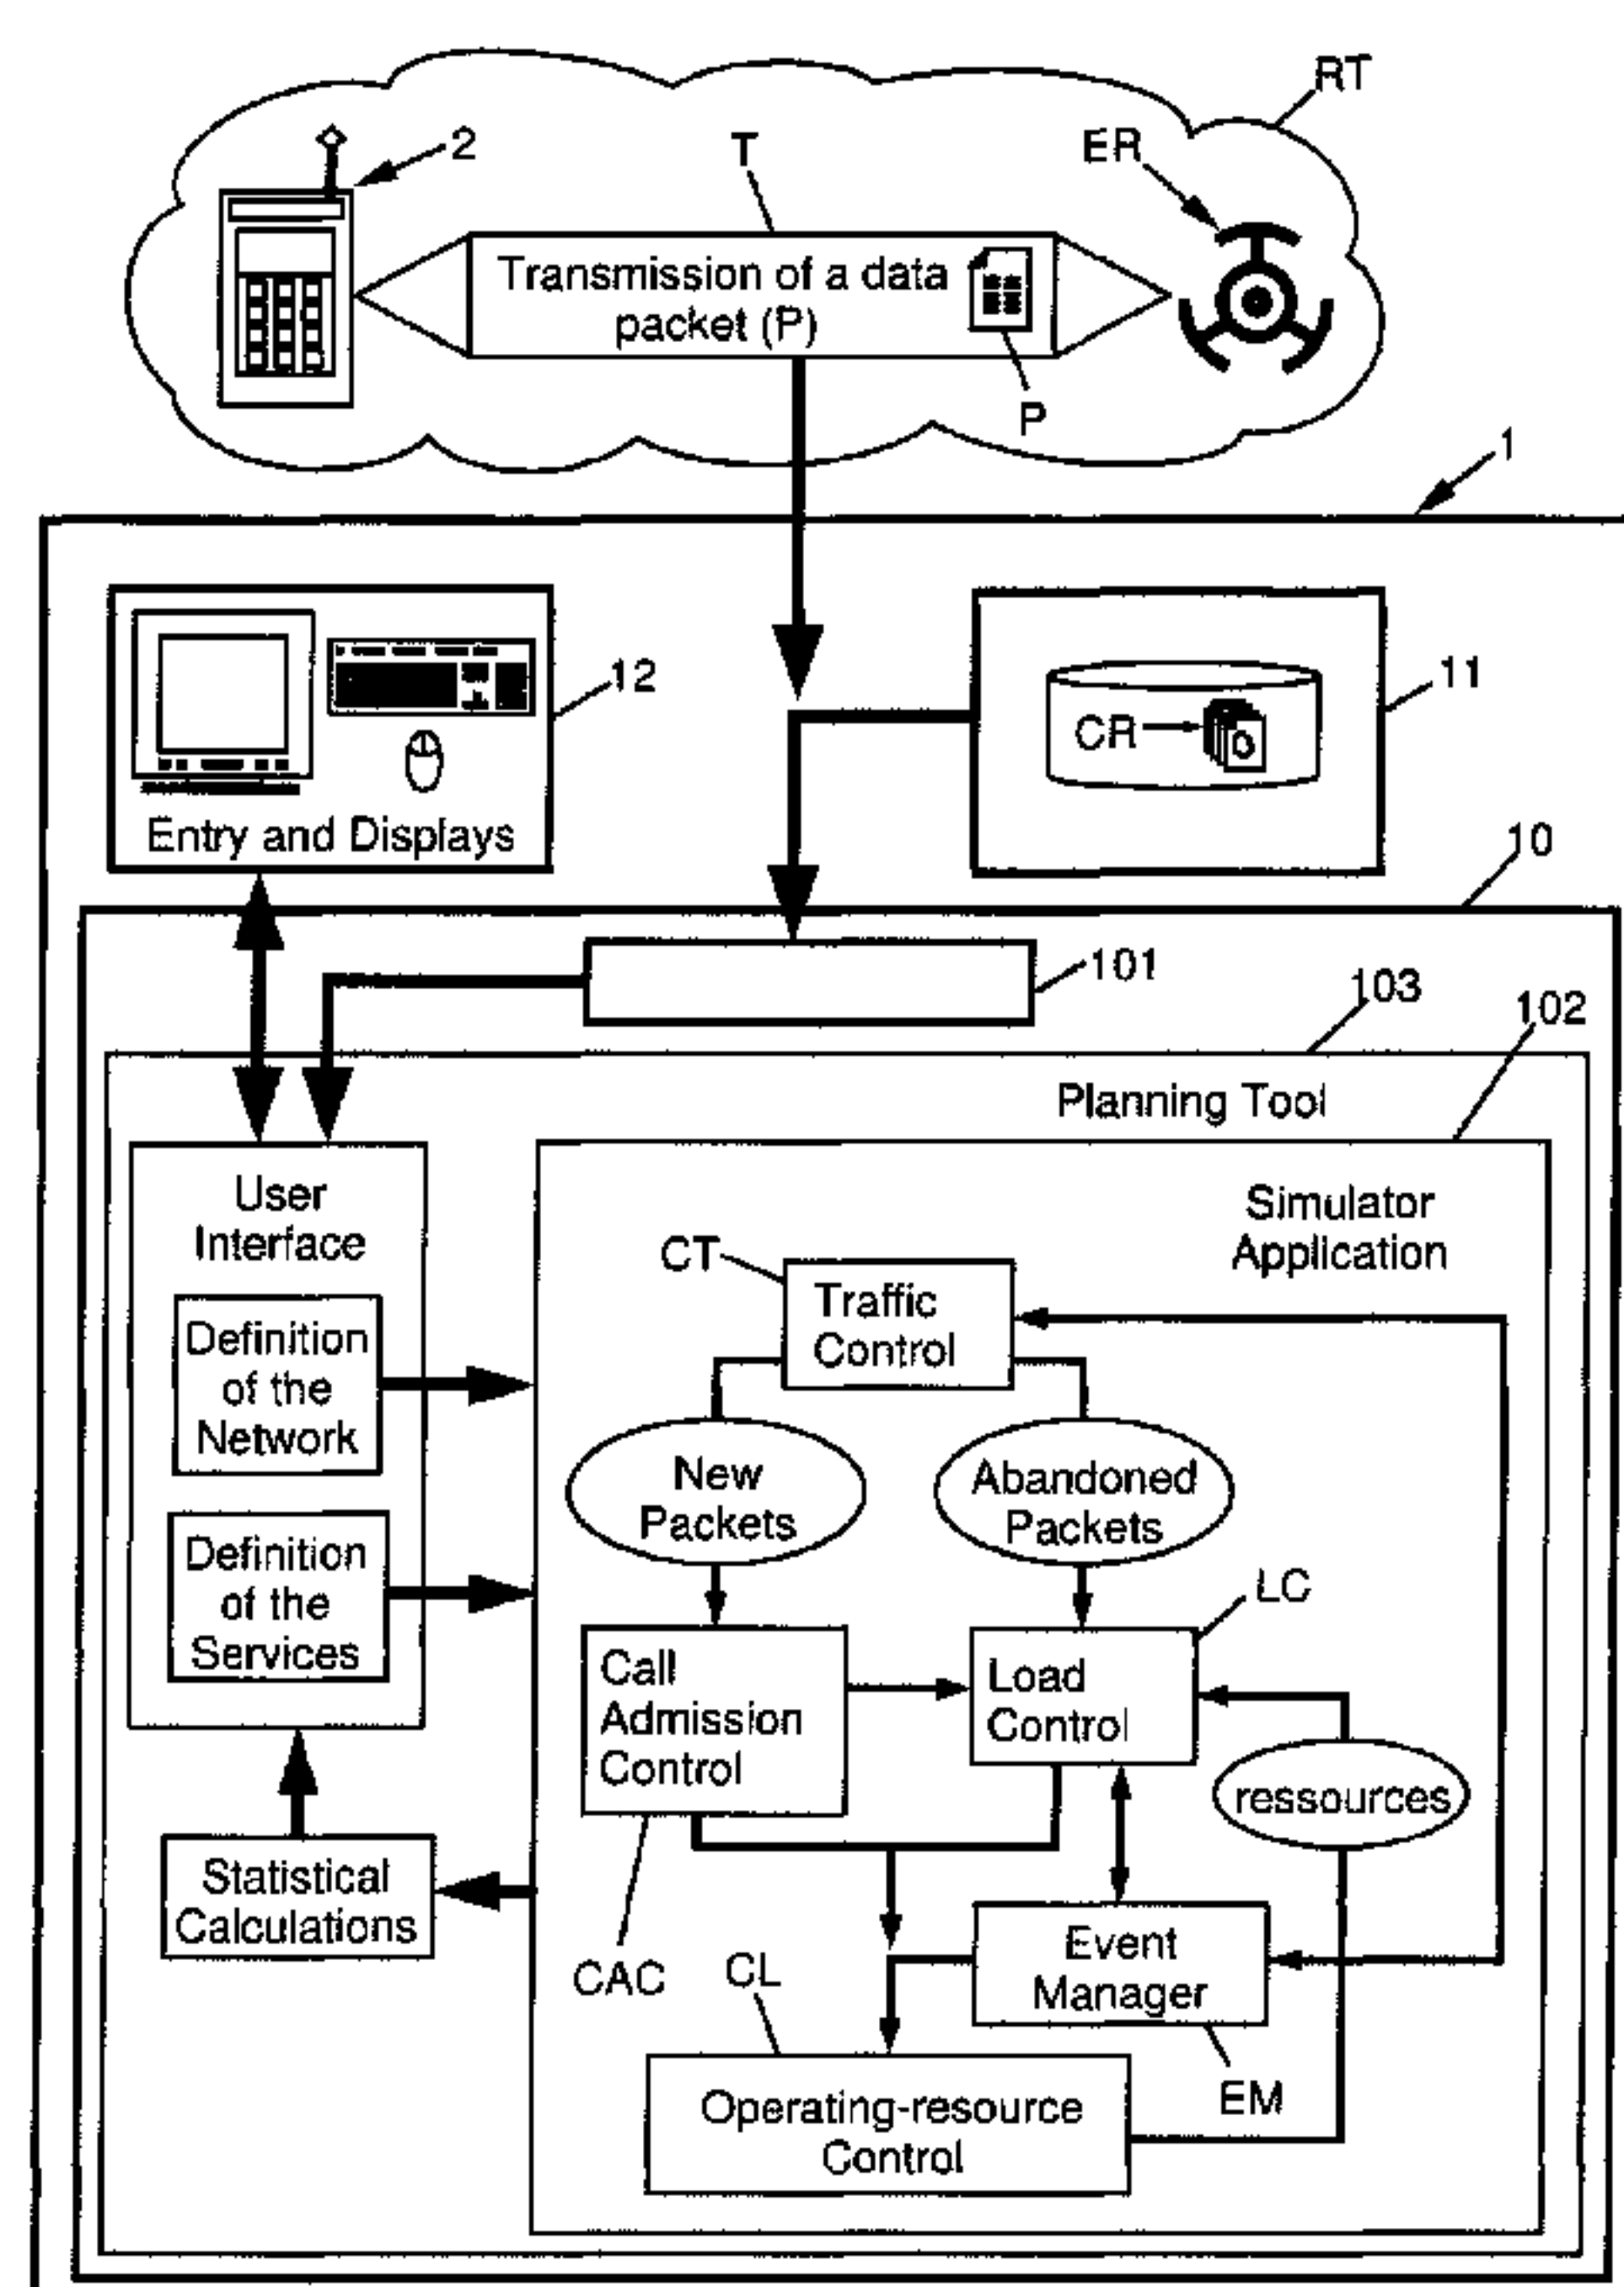 RT
2
T
ER
Transmission of a data
packet (P)
P
1
12
11
CR
Entry and Displays
10
101
103
102
Planning Tool
User
Interface
Simulator
Application
CT
Traffic
Control
Definition
of the
Network
New
Packets
Abandoned
Packets
Definition
of the
Services
LC
Call
Admission
Control
Load
Control
ressources
Statistical
Calculations
Event
Manager
CAC
CL
EM
Operating-resource
Control